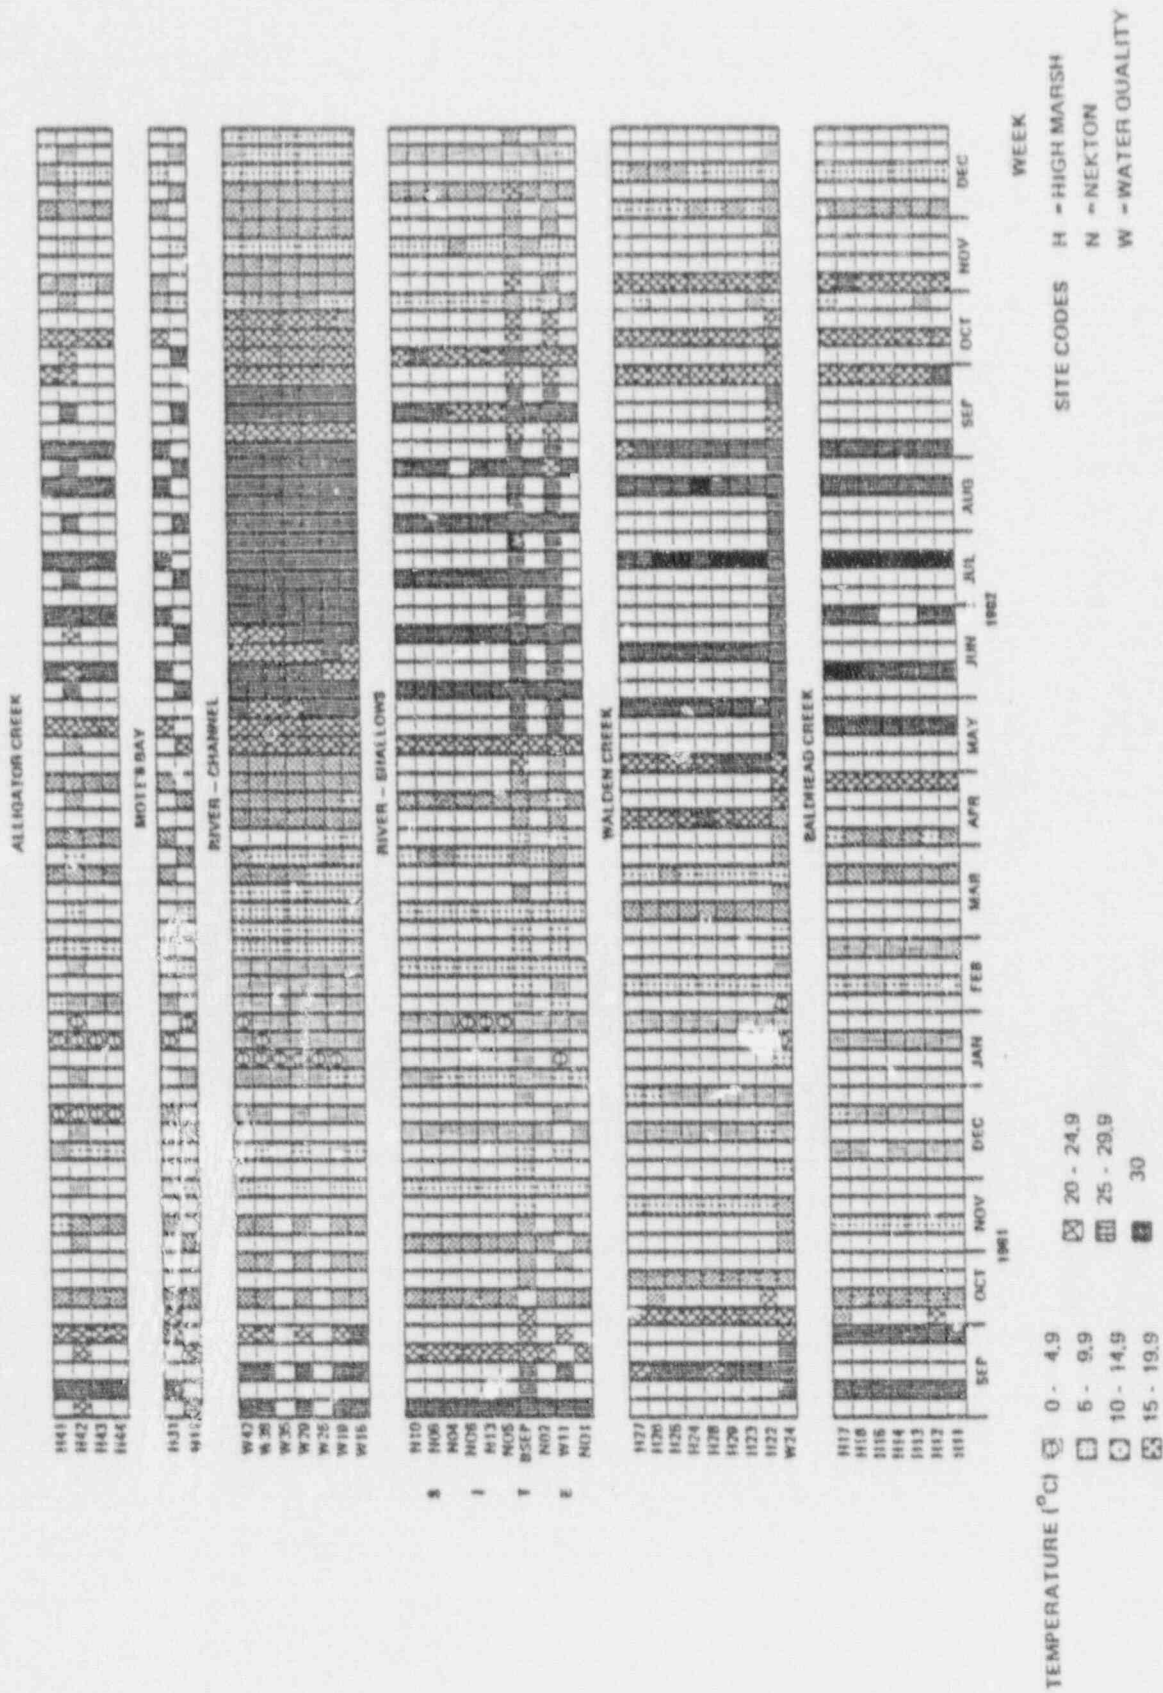 ALLIGATOR CREEK
H41
H42
H43
H44
MOTTS BAY
H31
RIVER - CHANNEL
W42
W38
W35
W29
W25
W18
W16
RIVER - SHALLOWS
N10
N06
N04
N08
N13
N05
BSEP
N02
W11
N01
WALDEN CREEK
H27
H26
H25
H24
H28
H29
H23
H22
W24
BALDHEAD CREEK
H17
H18
H16
H14
H13
H12
H11
S I T E
SEP OCT NOV DEC JAN FEB MAR APR MAY JUN JUL AUG SEP OCT NOV DEC
1981 1982
WEEK
TEMPERATURE (°C) 0 - 4.9
5 - 9.9
10 - 14.9
15 - 19.9
20 - 24.9
25 - 29.9
30
SITE CODES H = HIGH MARSH
N = NEKTON
W = WATER QUALITY